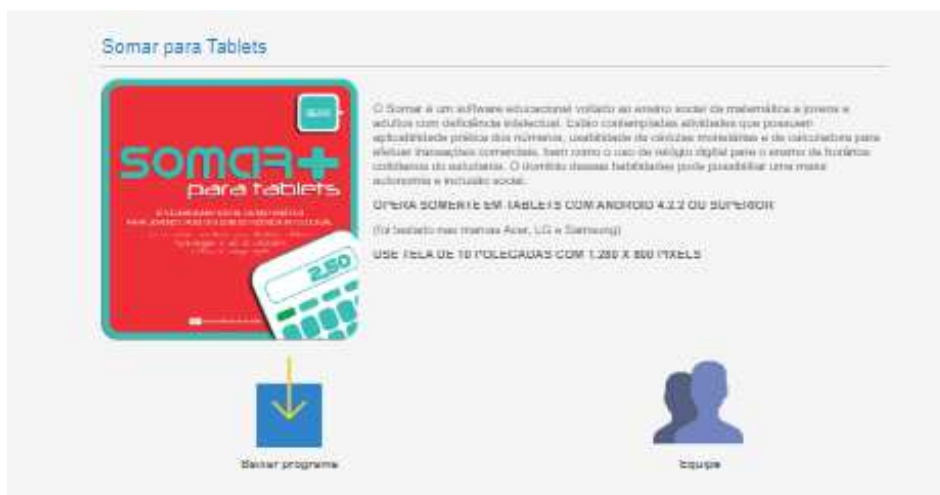 Somar para Tablets
SOMAR+
para tablets
2,50
O Somar é um software educacional voltado ao ensino social de matemática a jovens e
adultos com deficiência intelectual. Estão contempladas atividades que possuem
aplicabilidade prática dos números, usabilidade de cédulas monetárias e de calculadora para
efetuar transações comerciais, bem como o uso de relógio digital para o ensino de horários
cotidianos do estudante. O domínio dessas habilidades pode possibilitar uma maior
autonomia e inclusão social.
OPERA SOMENTE EM TABLETS COM ANDROID 4.2.2 OU SUPERIOR
(foi testado nas marcas Acer, LG e Samsung)
USE TELA DE 10 POLEGADAS COM 1.280 X 800 PIXELS
Baixar programa
Equipe